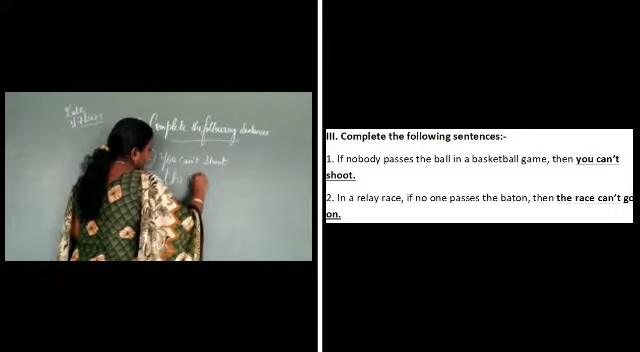 Date
Complete the following Sentences
You can't shoot
The
III. Complete the following sentences:-
1. If nobody passes the ball in a basketball game, then you can't
shoot.
2. In a relay race, if no one passes the baton, then the race can't go
on.